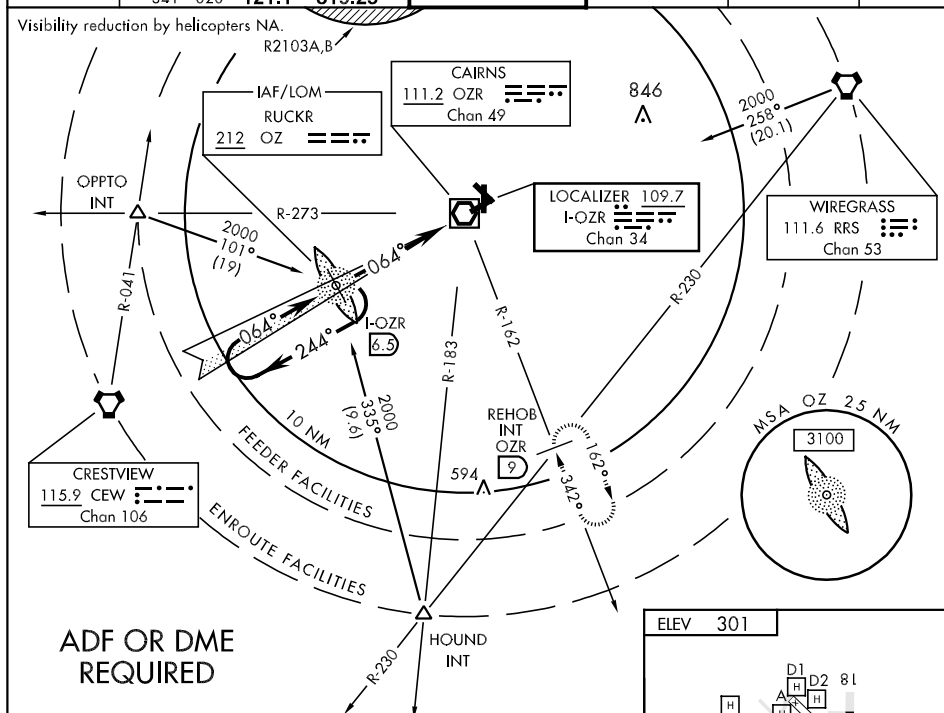 121.1
Visibility reduction by helicopters NA.
R2103A,B
CAIRNS
111.2 OZR
Chan 49
IAF/LOM
RUCKR
212 OZ
846
2000
258°
(20.1)
OPPTO
INT
R-273
2000
101°
(19)
064°
LOCALIZER 109.7
I-OZR
Chan 34
WIREGRASS
111.6 RRS
Chan 53
R-041
064°
244°
I-OZR
6.5
R-183
R-162
R-230
2000
335°
(9.6)
10 NM
FEEDER FACILITIES
ENROUTE FACILITIES
REHOB
INT
OZR
9
594
162°
342°
MSA OZ 25 NM
3100
CRESTVIEW
115.9 CEW
Chan 106
HOUND
INT
R-230
ADF OR DME
REQUIRED
ELEV 301
D1
H
D2
H
18
A
H
H